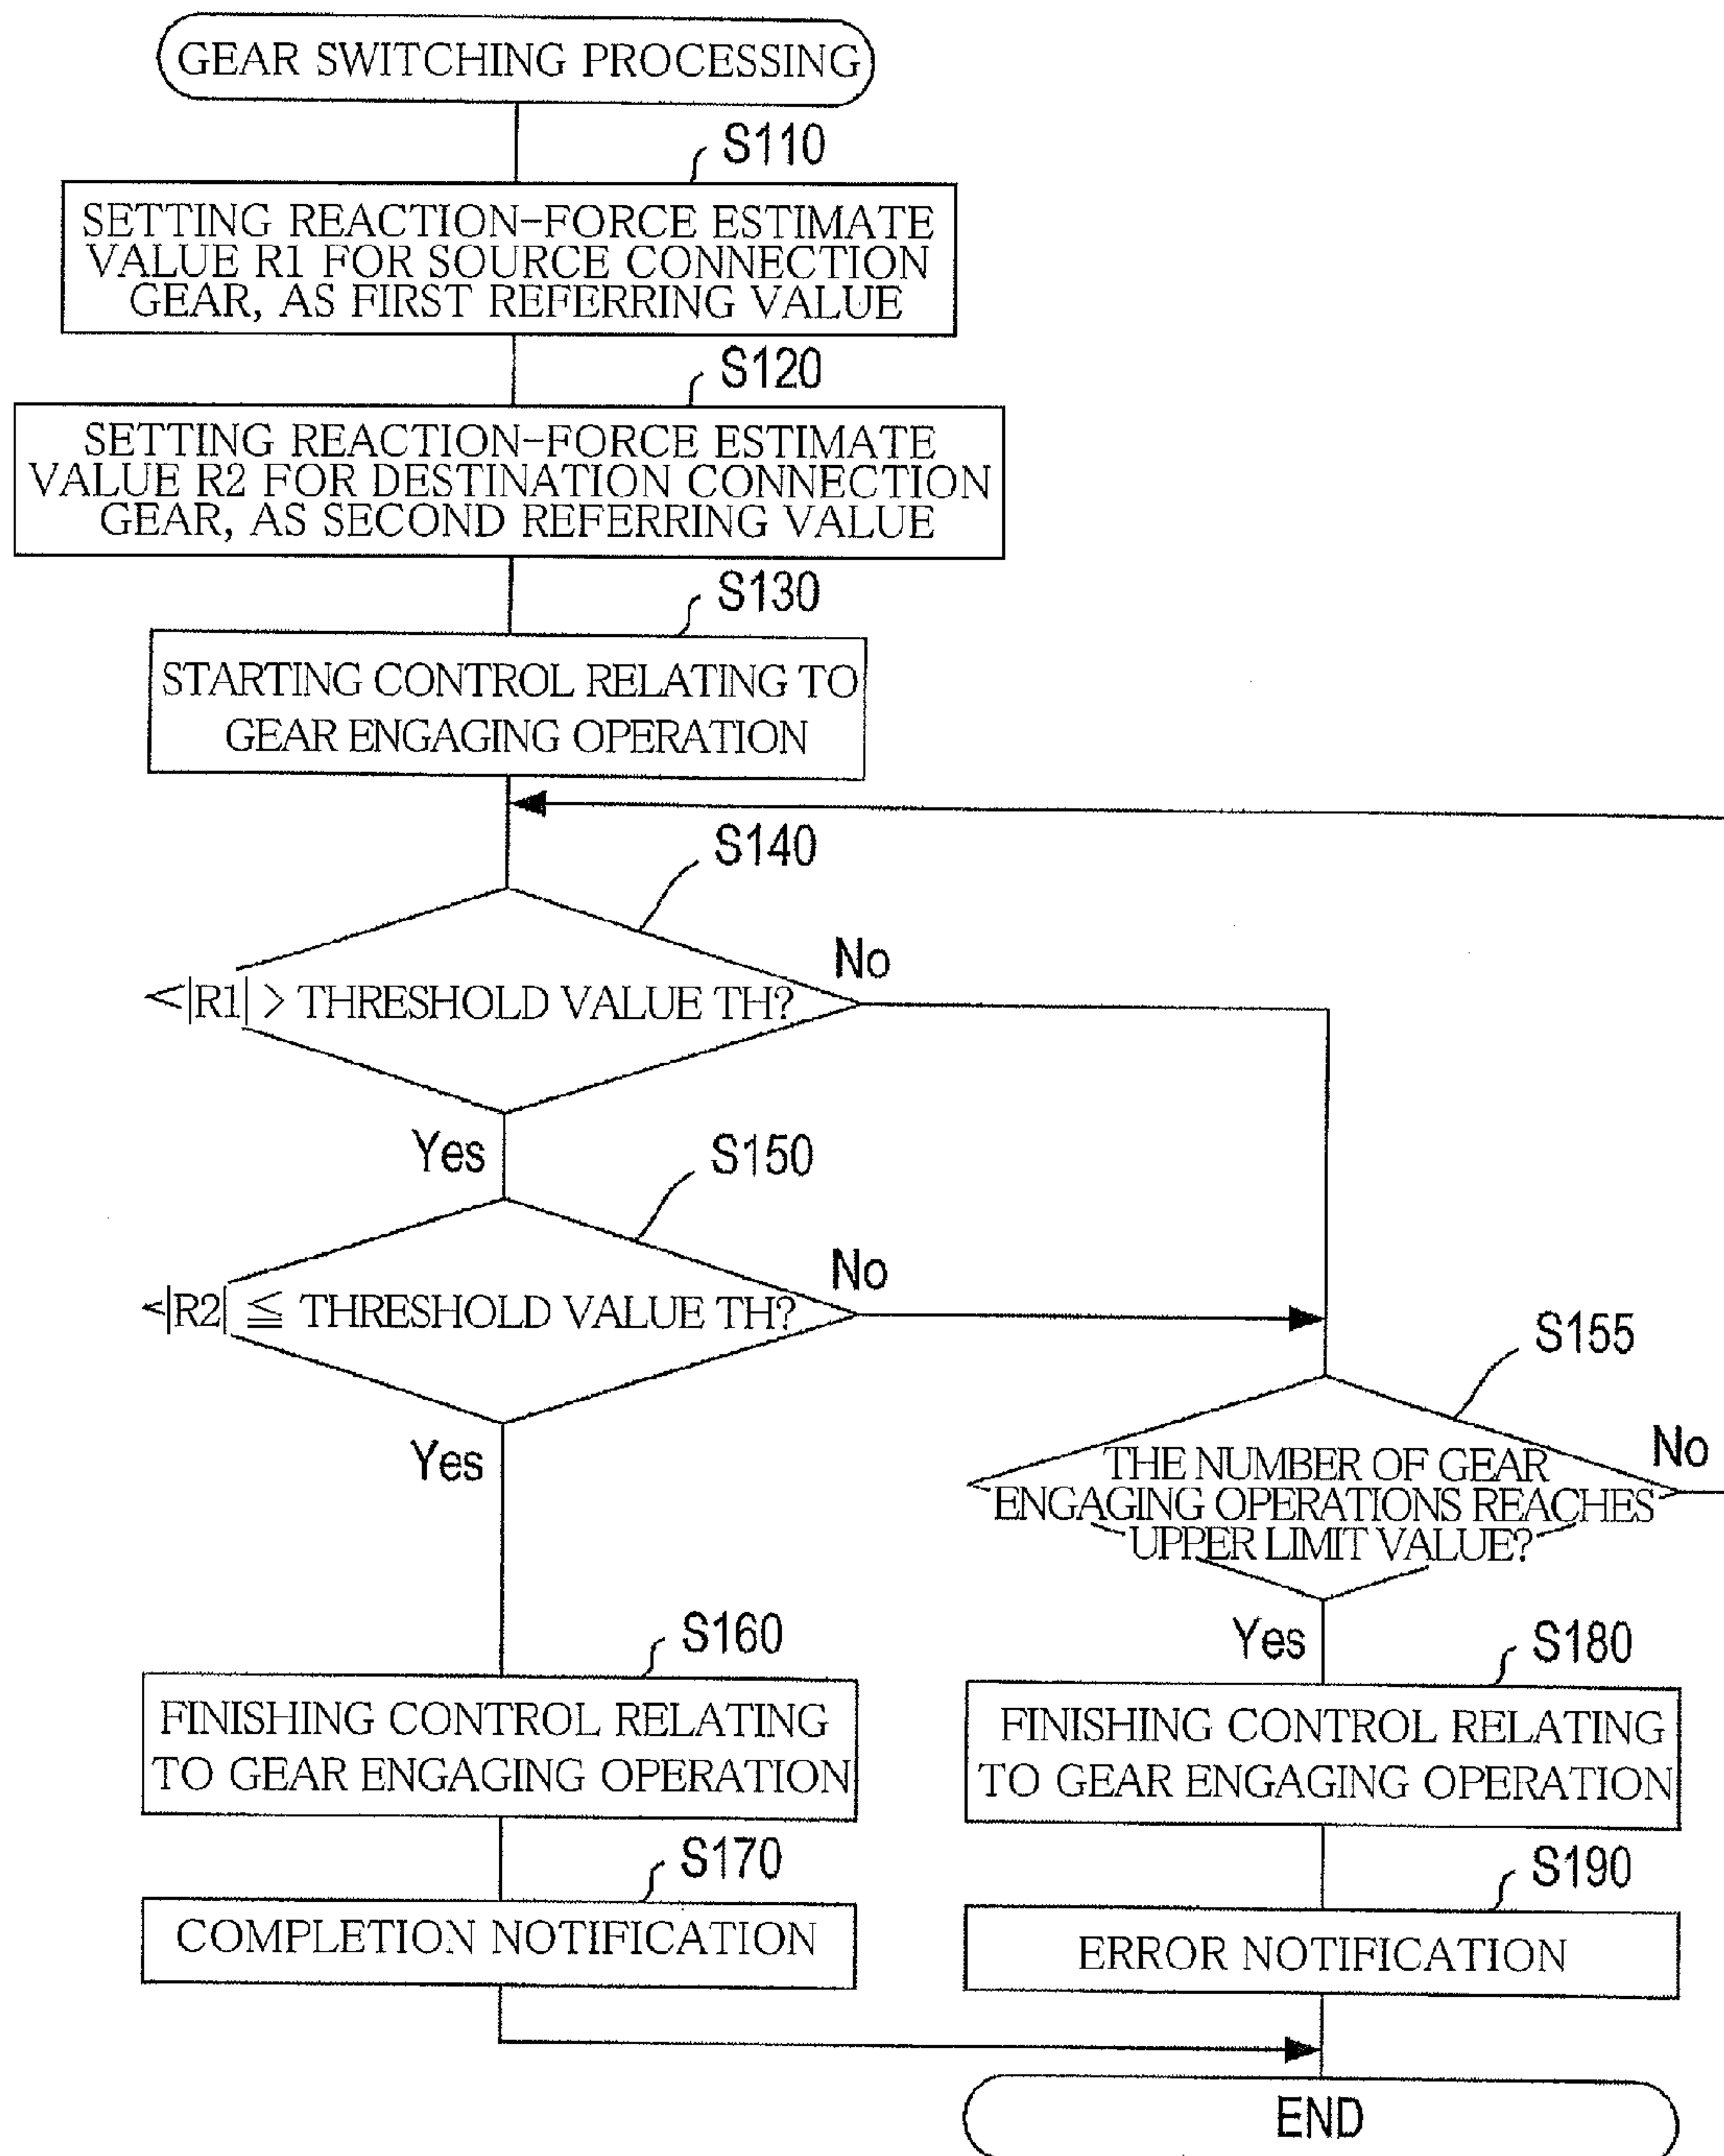 GEAR SWITCHING PROCESSING
S110
SETTING REACTION-FORCE ESTIMATE
VALUE R1 FOR SOURCE CONNECTION
GEAR, AS FIRST REFERRING VALUE
S120
SETTING REACTION-FORCE ESTIMATE
VALUE R2 FOR DESTINATION CONNECTION
GEAR, AS SECOND REFERRING VALUE
S130
STARTING CONTROL RELATING TO
GEAR ENGAGING OPERATION
S140
|R1| > THRESHOLD VALUE TH?
No
Yes
S150
|R2| ≦ THRESHOLD VALUE TH?
No
Yes
S155
THE NUMBER OF GEAR
ENGAGING OPERATIONS REACHES
UPPER LIMIT VALUE?
No
Yes
S160
FINISHING CONTROL RELATING
TO GEAR ENGAGING OPERATION
S170
COMPLETION NOTIFICATION
S180
FINISHING CONTROL RELATING
TO GEAR ENGAGING OPERATION
S190
ERROR NOTIFICATION
END